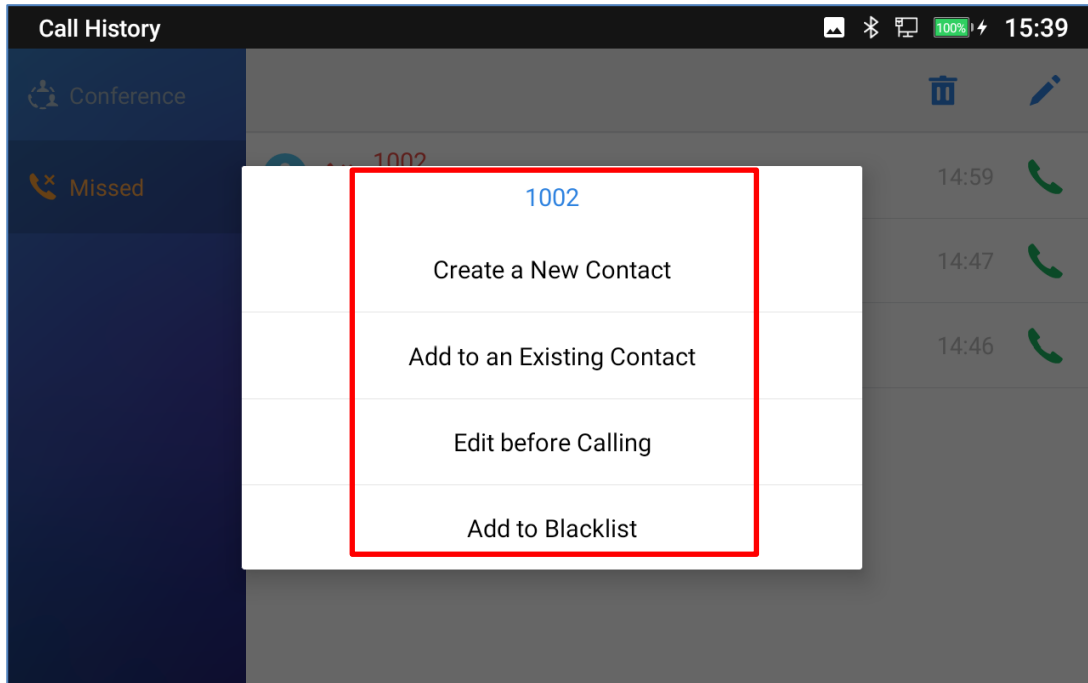 Call History
100%
15:39
Conference
Missed
1002
14:59
14:47
14:46
1002
Create a New Contact
Add to an Existing Contact
Edit before Calling
Add to Blacklist